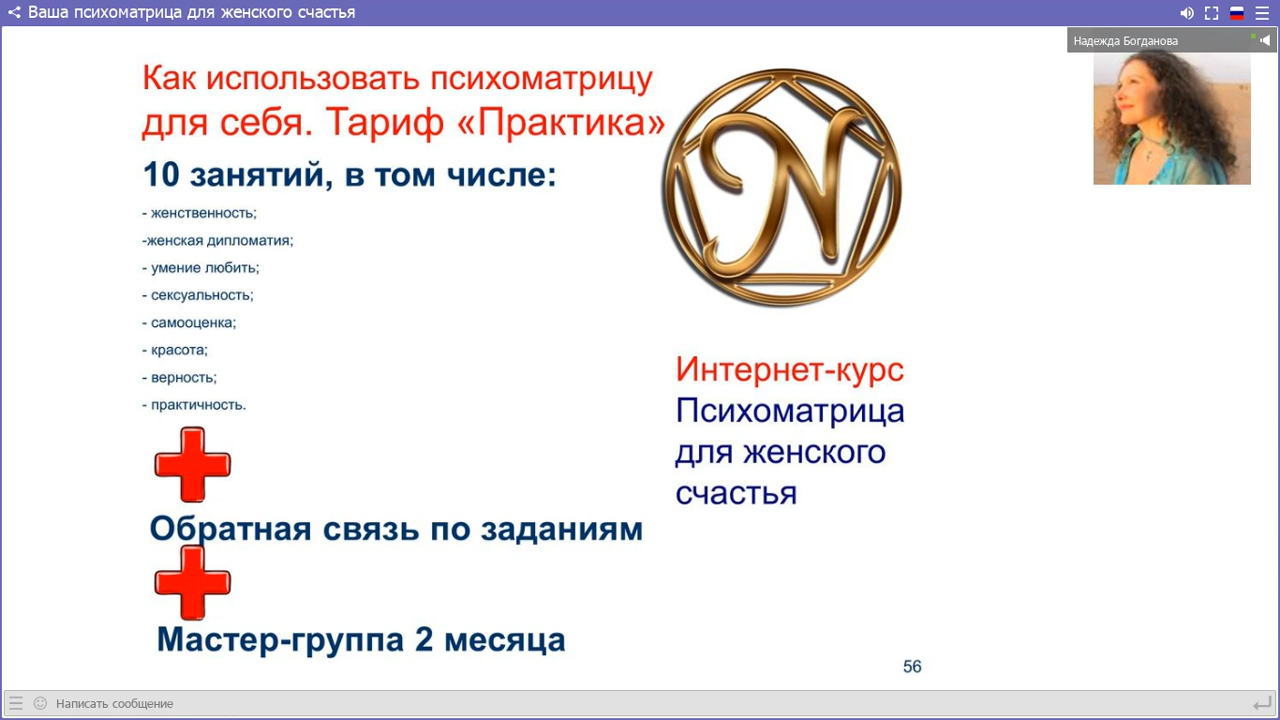 Ваша психоматрица для женского счастья
Надежда Богданова
Как использовать психоматрицу
для себя. Тариф «Практика»
10 занятий, в том числе:
- женственность;
-женская дипломатия;
- умение любить;
- сексуальность;
- самооценка;
- красота;
- верность;
- практичность.
Обратная связь по заданиям
Мастер-группа 2 месяца
N
Интернет-курс
Психоматрица
для женского
счастья
56
Написать сообщение